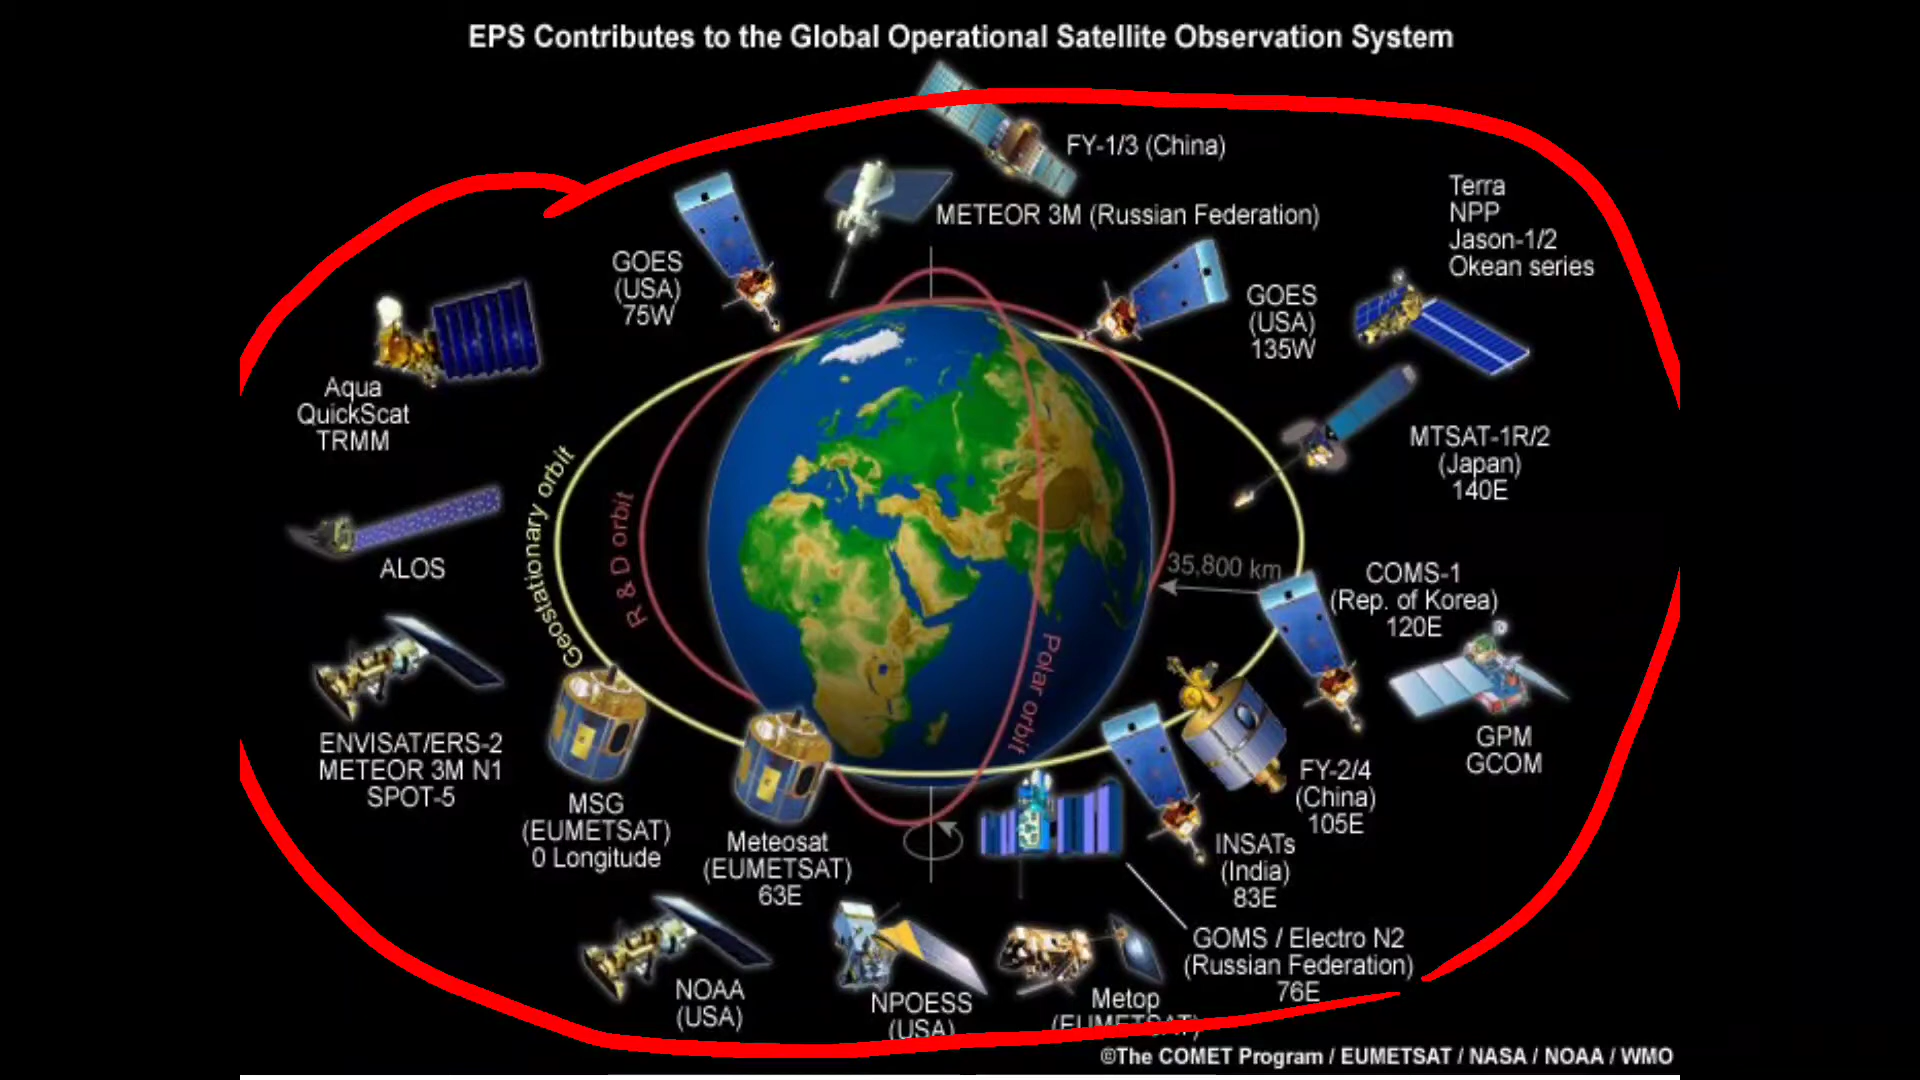 EPS Contributes to the Global Operational Satellite Observation System
FY-1/3 (China)
METEOR 3M (Russian Federation)
Terra
NPP
Jason-1/2
Okean series
GOES
(USA)
75W
GOES
(USA)
135W
Aqua
QuickScat
TRMM
MTSAT-1R/2
(Japan)
140E
Geostationary orbit
R & D orbit
Polar orbit
35,800 km
ALOS
COMS-1
(Rep. of Korea)
120E
ENVISAT/ERS-2
METEOR 3M N1
SPOT-5
GPM
GCOM
MSG
(EUMETSAT)
0 Longitude
Meteosat
(EUMETSAT)
63E
FY-2/4
(China)
105E
INSATs
(India)
83E
GOMS / Electro N2
(Russian Federation)
76E
NOAA
(USA)
NPOESS
(USA)
Metop
(EUMETSAT)
©The COMET Program / EUMETSAT / NASA / NOAA / WMO